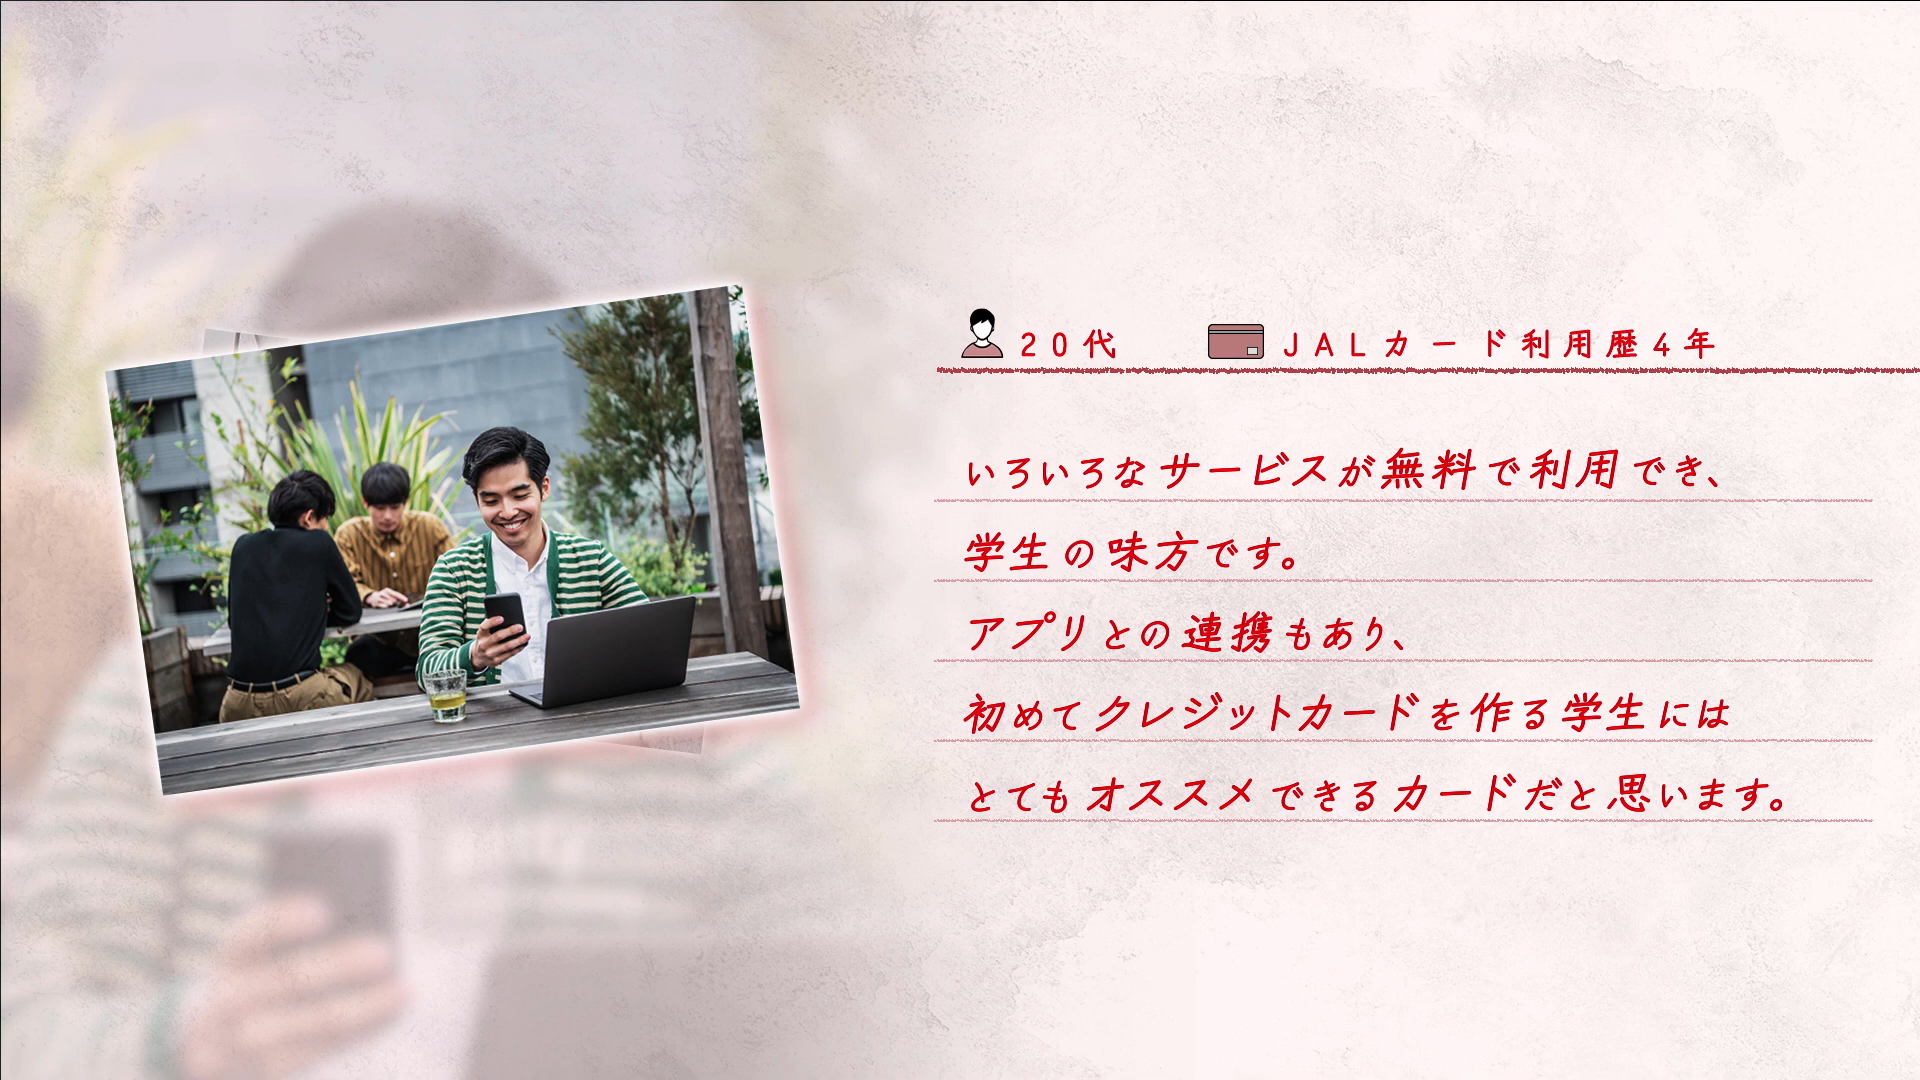 20代
JALカード利用歴4年
いろいろなサービスが無料で利用でき、
学生の味方です。
アプリとの連携もあり、
初めてクレジットカードを作る学生には
とてもオススメできるカードだと思います。